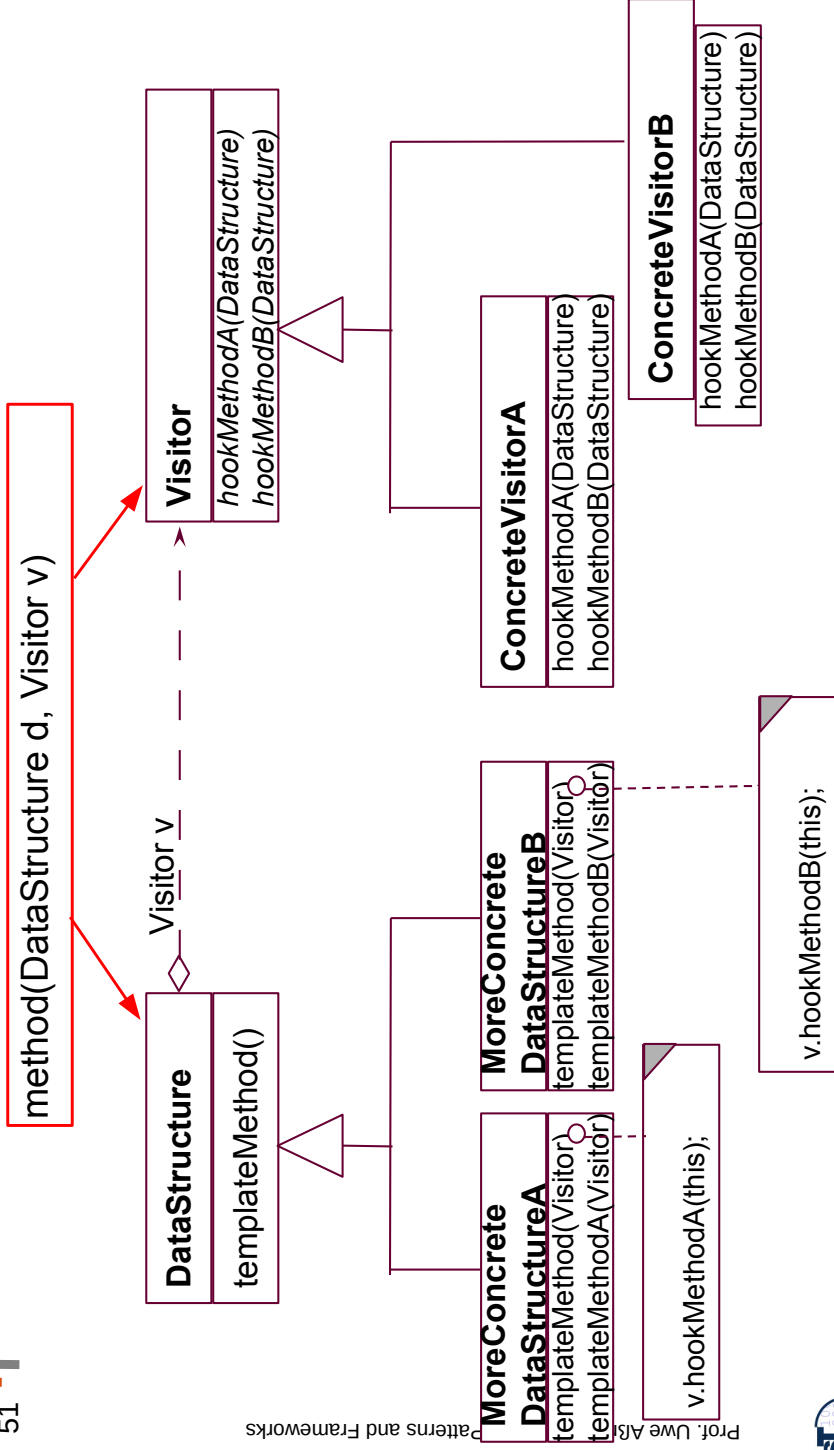 51
method(DataStructure d, Visitor v)
DataStructure
templateMethod()
Visitor v
Visitor
hookMethodA(DataStructure)
hookMethodB(DataStructure)
MoreConcrete
DataStructureA
templateMethod(Visitor)
templateMethodA(Visitor)
MoreConcrete
DataStructureB
templateMethod(Visitor)
templateMethodB(Visitor)
ConcreteVisitorA
hookMethodA(DataStructure)
hookMethodB(DataStructure)
ConcreteVisitorB
hookMethodA(DataStructure)
hookMethodB(DataStructure)
v.hookMethodA(this);
v.hookMethodB(this);
Prof. Uwe Patterns and Frameworks